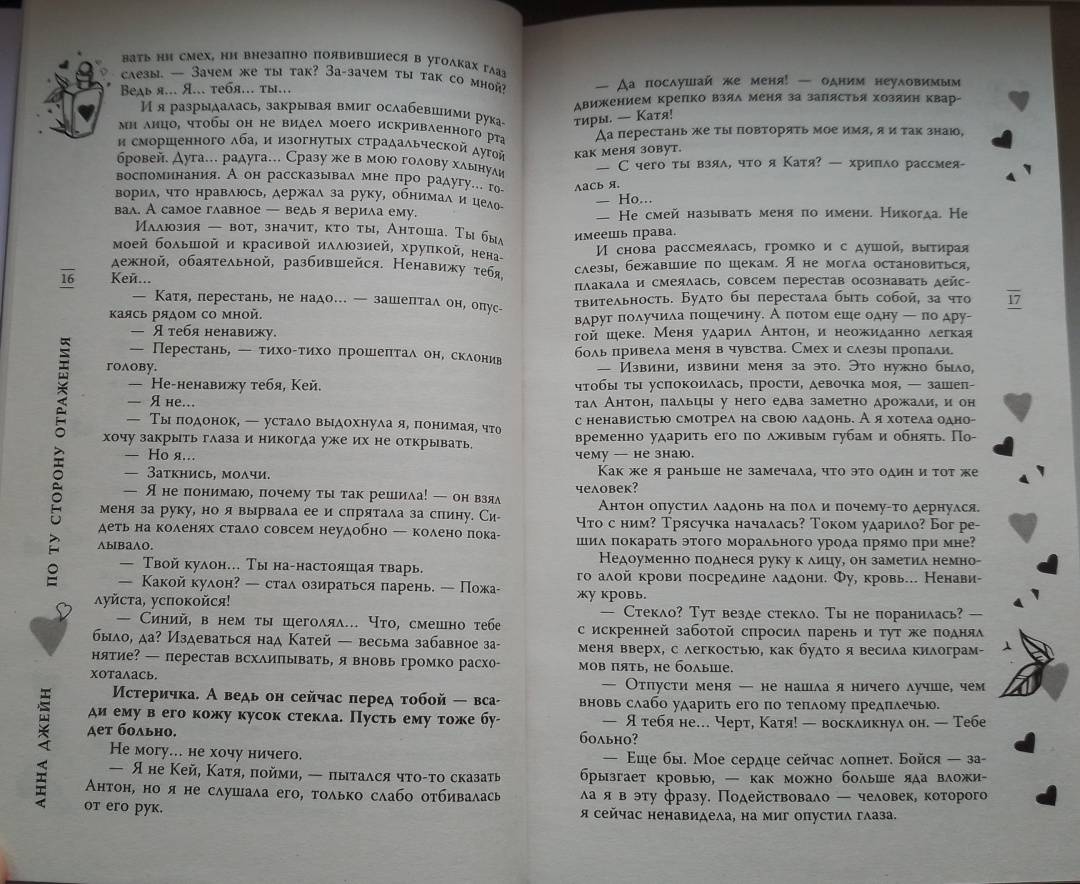 вать ни смех, ни внезапно появившиеся в уголках глаз
слезы. — Зачем же ты так? За-зачем ты так со мной?
Ведь я... Я... тебя... ты...
И я разрыдалась, закрывая вмиг ослабевшими рука-
ми лицо, чтобы он не видел моего искривленного рта
и сморщенного лба, и изогнутых страдальческой дугой
бровей. Дуга... радуга... Сразу же в мою голову хлынули
воспоминания. А он рассказывал мне про радугу... го-
ворил, что нравлюсь, держал за руку, обнимал и цело-
вал. А самое главное — ведь я верила ему.
Иллюзия — вот, значит, кто ты, Антоша. Ты был
моей большой и красивой иллюзией, хрупкой, нена-
дежной, обаятельной, разбившейся. Ненавижу тебя,
Кей...
— Катя, перестань, не надо... — зашептал он, опус-
каясь рядом со мной.
— Я тебя ненавижу.
— Перестань, — тихо-тихо прошептал он, склонив
голову.
— Не-ненавижу тебя, Кей.
— Я не...
— Ты подонок, — устало выдохнула я, понимая, что
хочу закрыть глаза и никогда уже их не открывать.
— Но я...
— Заткнись, молчи.
— Я не понимаю, почему ты так решила! — он взял
меня за руку, но я вырвала ее и спрятала за спину. Си-
деть на коленях стало совсем неудобно — колено пока-
лывало.
— Твой кулон... Ты на-настоящая тварь.
— Какой кулон? — стал озираться парень. — Пожа-
луйста, успокойся!
— Синий, в нем ты щеголял... Что, смешно тебе
было, да? Издеваться над Катей — весьма забавное за-
нятие? — перестав всхлипывать, я вновь громко расхо-
хоталась.
Истеричка. А ведь он сейчас перед тобой — вса-
ди ему в его кожу кусок стекла. Пусть ему тоже бу-
дет больно.
Не могу... не хочу ничего.
— Я не Кей, Катя, пойми, — пытался что-то сказать
Антон, но я не слушала его, только слабо отбивалась
от его рук.
16
АННА ДЖЕЙН ПО ТУ СТОРОНУ ОТРАЖЕНИЯ
— Да послушай же меня! — одним неуловимым
движением крепко взял меня за запястья хозяин квар-
тиры. — Катя!
Да перестань же ты повторять мое имя, я и так знаю,
как меня зовут.
— С чего ты взял, что я Катя? — хрипло рассмея-
лась я.
— Но...
— Не смей называть меня по имени. Никогда. Не
имеешь права.
И снова рассмеялась, громко и с душой, вытирая
слезы, бежавшие по щекам. Я не могла остановиться,
плакала и смеялась, совсем перестав осознавать дейс-
твительность. Будто бы перестала быть собой, за что
вдруг получила пощечину. А потом еще одну — по дру-
гой щеке. Меня ударил Антон, и неожиданно легкая
боль привела меня в чувства. Смех и слезы пропали.
— Извини, извини меня за это. Это нужно было,
чтобы ты успокоилась, прости, девочка моя, — зашеп-
тал Антон, пальцы у него едва заметно дрожали, и он
с ненавистью смотрел на свою ладонь. А я хотела одно-
временно ударить его по лживым губам и обнять. По-
чему — не знаю.
Как же я раньше не замечала, что это один и тот же
человек?
Антон опустил ладонь на пол и почему-то дернулся.
Что с ним? Трясучка началась? Током ударило? Бог ре-
шил покарать этого морального урода прямо при мне?
Недоуменно поднеся руку к лицу, он заметил немно-
го алой крови посредине ладони. Фу, кровь... Ненави-
жу кровь.
— Стекло? Тут везде стекло. Ты не поранилась? —
с искренней заботой спросил парень и тут же поднял
меня вверх, с легкостью, как будто я весила килограм-
мов пять, не больше.
— Отпусти меня — не нашла я ничего лучше, чем
вновь слабо ударить его по теплому предплечью.
— Я тебя не... Черт, Катя! — воскликнул он. — Тебе
больно?
— Еще бы. Мое сердце сейчас лопнет. Бойся — за-
брызгает кровью, — как можно больше яда вложи-
ла я в эту фразу. Подействовало — человек, которого
я сейчас ненавидела, на миг опустил глаза.
17